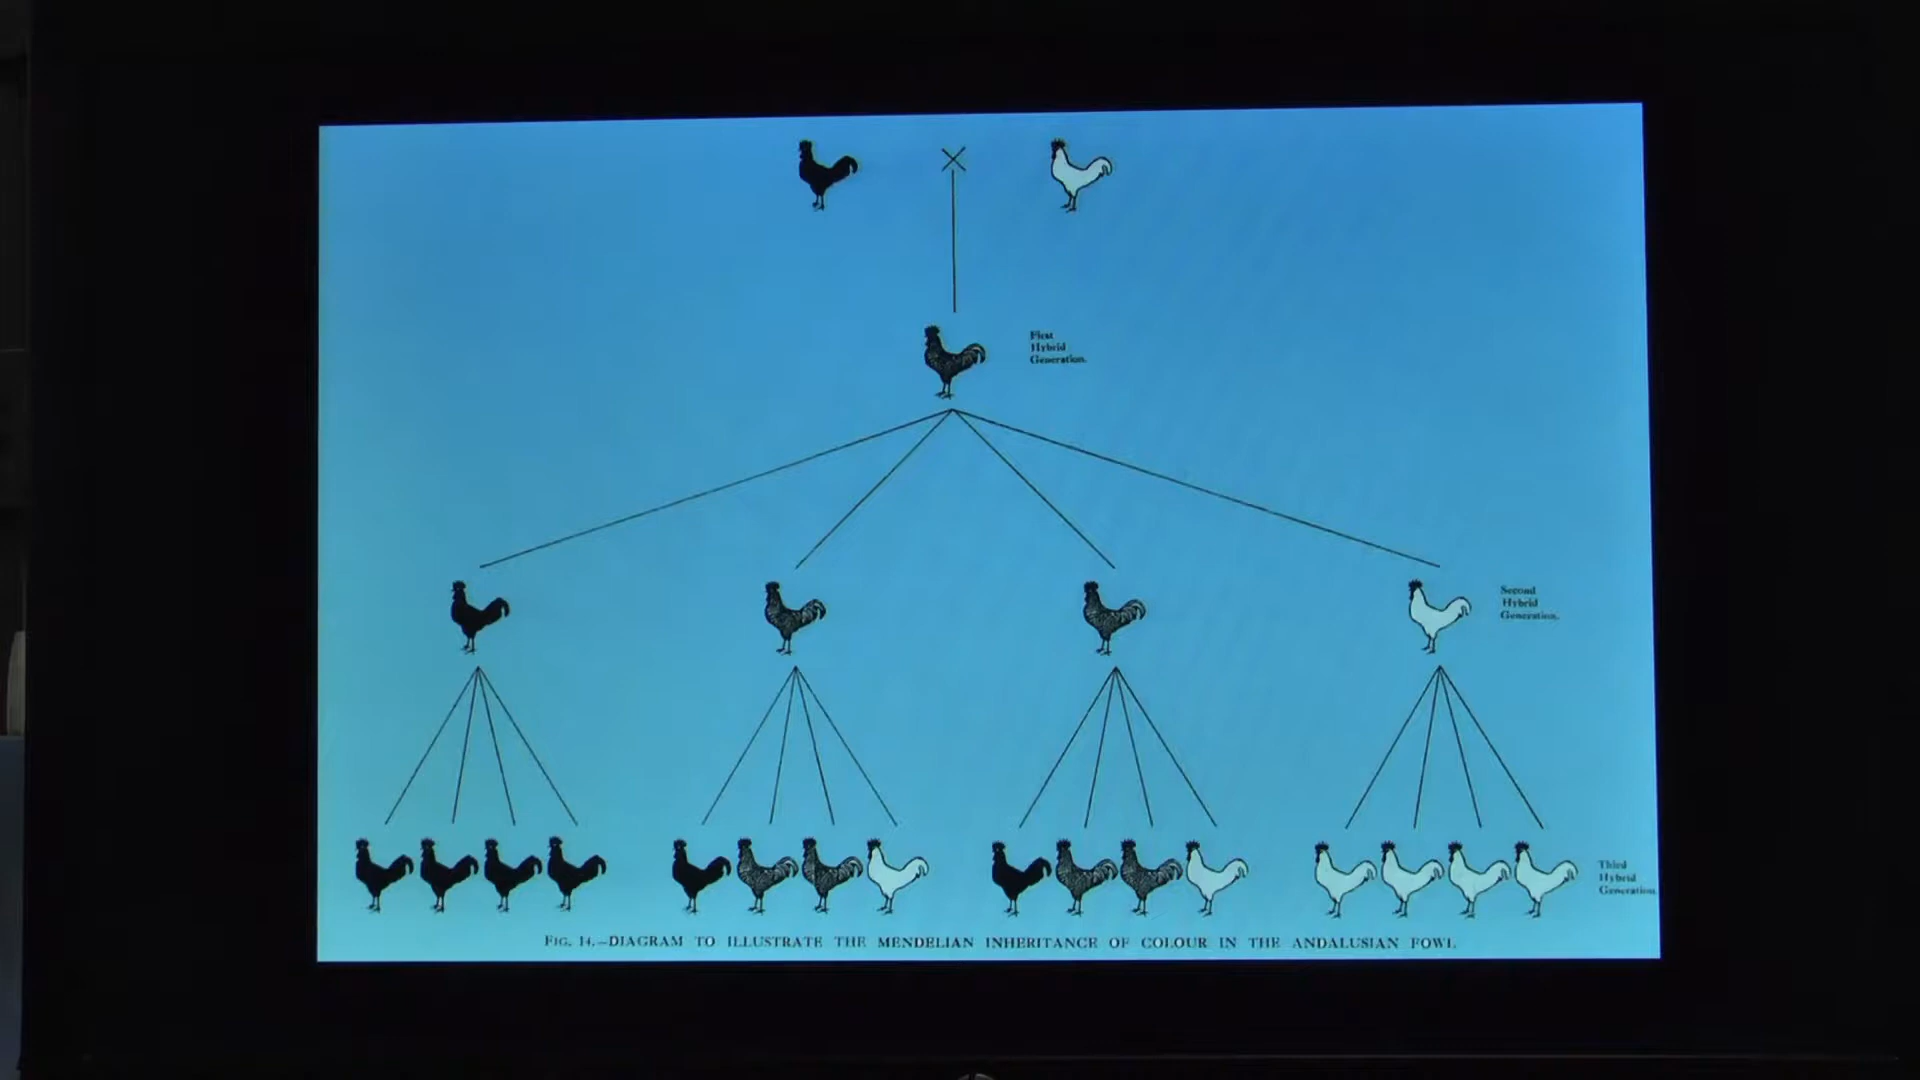 First
Hybrid
Generation.
Second
Hybrid
Generation.
Third
Hybrid
Generation.
FIG. 14.—DIAGRAM TO ILLUSTRATE THE MENDELIAN INHERITANCE OF COLOUR IN THE ANDALUSIAN FOWL